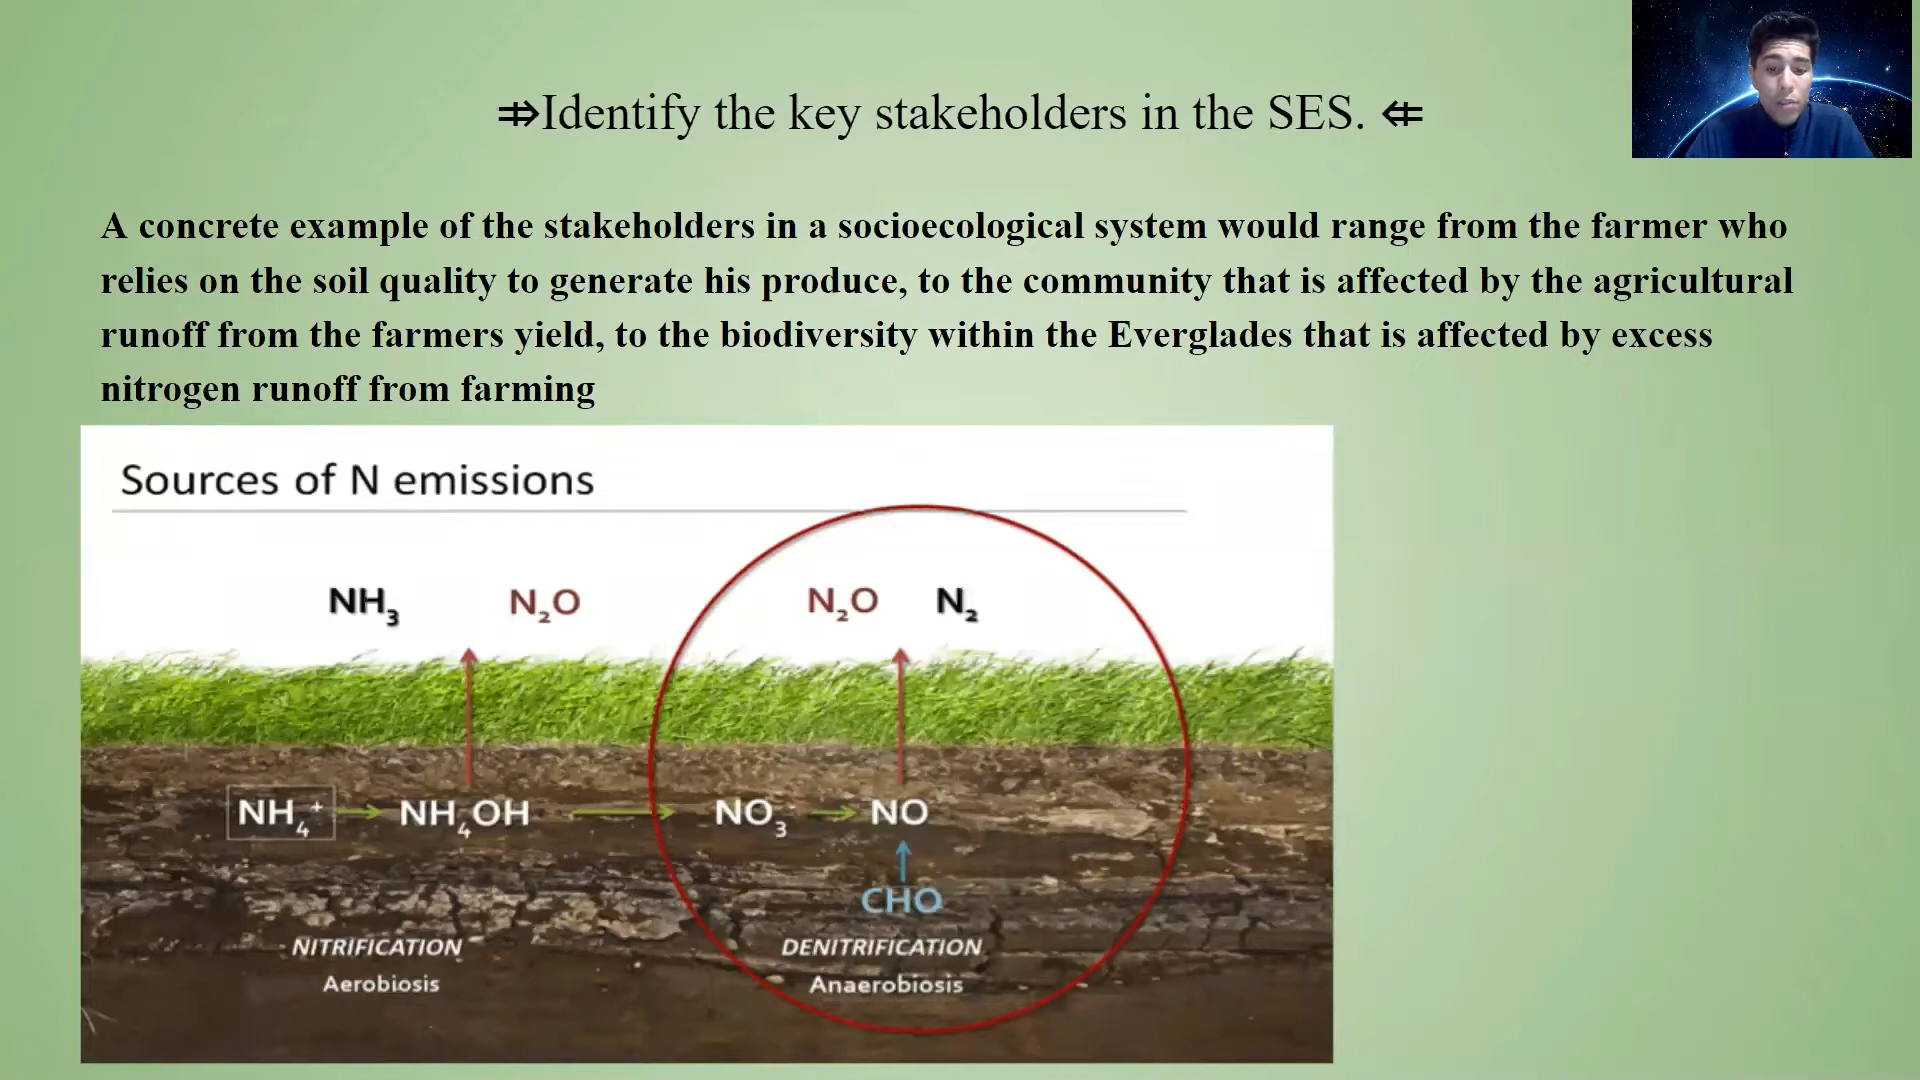 ⇻Identify the key stakeholders in the SES. ⇺
A concrete example of the stakeholders in a socioecological system would range from the farmer who
relies on the soil quality to generate his produce, to the community that is affected by the agricultural
runoff from the farmers yield, to the biodiversity within the Everglades that is affected by excess
nitrogen runoff from farming
Sources of N emissions
NH₃ N₂O N₂O N₂
NH₄⁺ → NH₄OH → NO₃ → NO
CHO
NITRIFICATION DENITRIFICATION
Aerobiosis Anaerobiosis